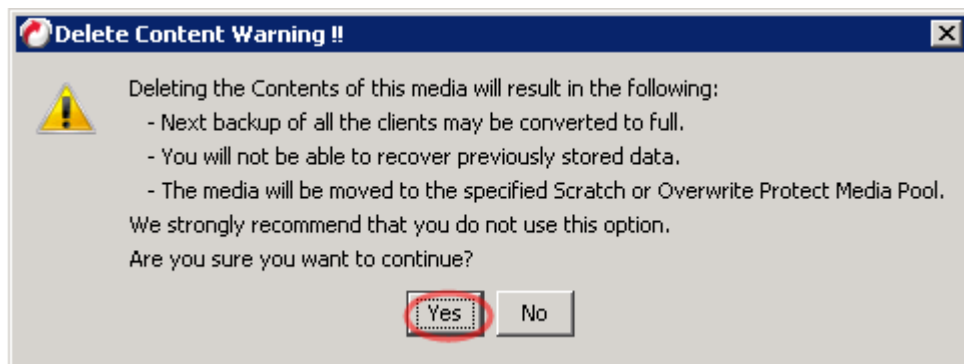 Delete Content Warning !!
Deleting the Contents of this media will result in the following:
- Next backup of all the clients may be converted to full.
- You will not be able to recover previously stored data.
- The media will be moved to the specified Scratch or Overwrite Protect Media Pool.
We strongly recommend that you do not use this option.
Are you sure you want to continue?
Yes No